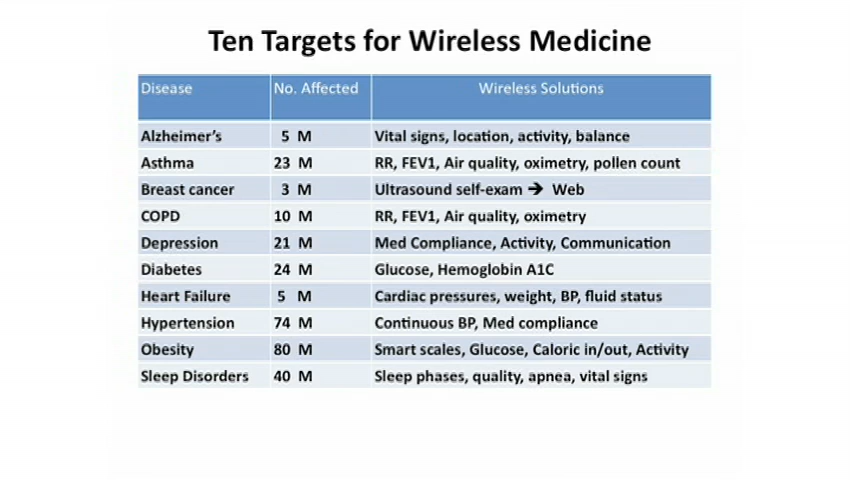 Ten Targets for Wireless Medicine
Disease No. Affected Wireless Solutions
Alzheimer's 5 M Vital signs, location, activity, balance
Asthma 23 M RR, FEV1, Air quality, oximetry, pollen count
Breast cancer 3 M Ultrasound self-exam → Web
COPD 10 M RR, FEV1, Air quality, oximetry
Depression 21 M Med Compliance, Activity, Communication
Diabetes 24 M Glucose, Hemoglobin A1C
Heart Failure 5 M Cardiac pressures, weight, BP, fluid status
Hypertension 74 M Continuous BP, Med compliance
Obesity 80 M Smart scales, Glucose, Caloric in/out, Activity
Sleep Disorders 40 M Sleep phases, quality, apnea, vital signs